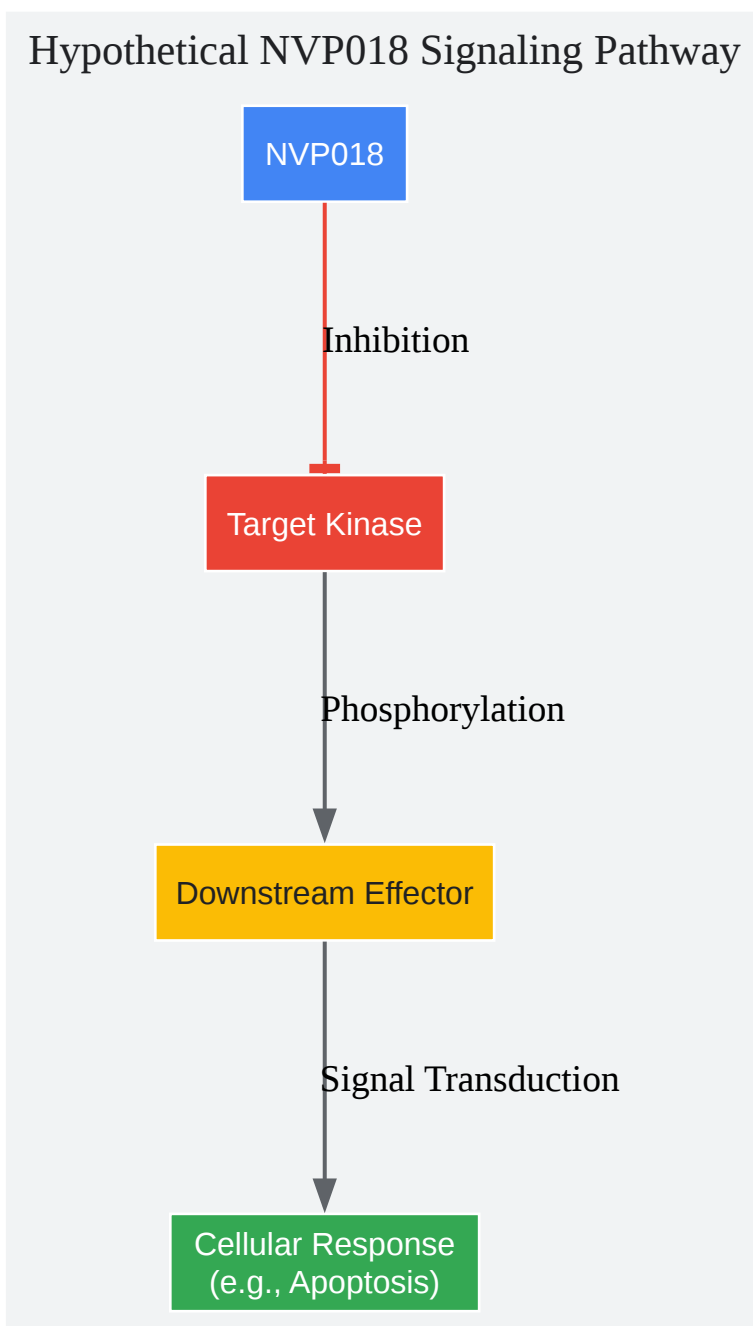 Hypothetical NVP018 Signaling Pathway
NVP018
Inhibition
Target Kinase
Phosphorylation
Downstream Effector
Signal Transduction
Cellular Response
(e.g., Apoptosis)